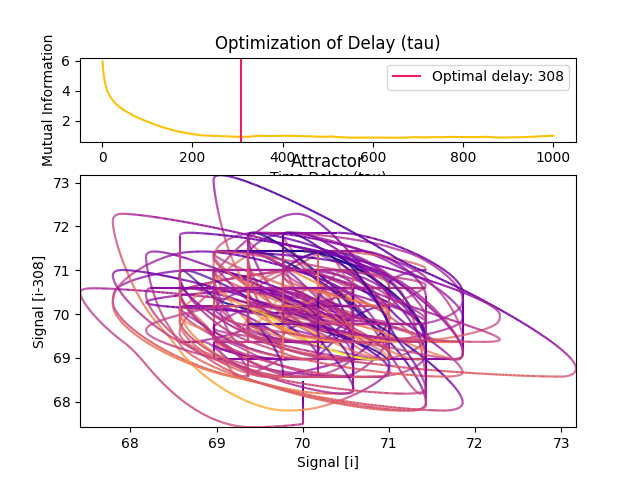 Optimization of Delay (tau)
Mutual Information
6
4
2
Optimal delay: 308
0 200 400 600 800 1000
Time Delay (tau)
Attractor
Signal [i-308]
73
72
71
70
69
68
68 69 70 71 72 73
Signal [i]